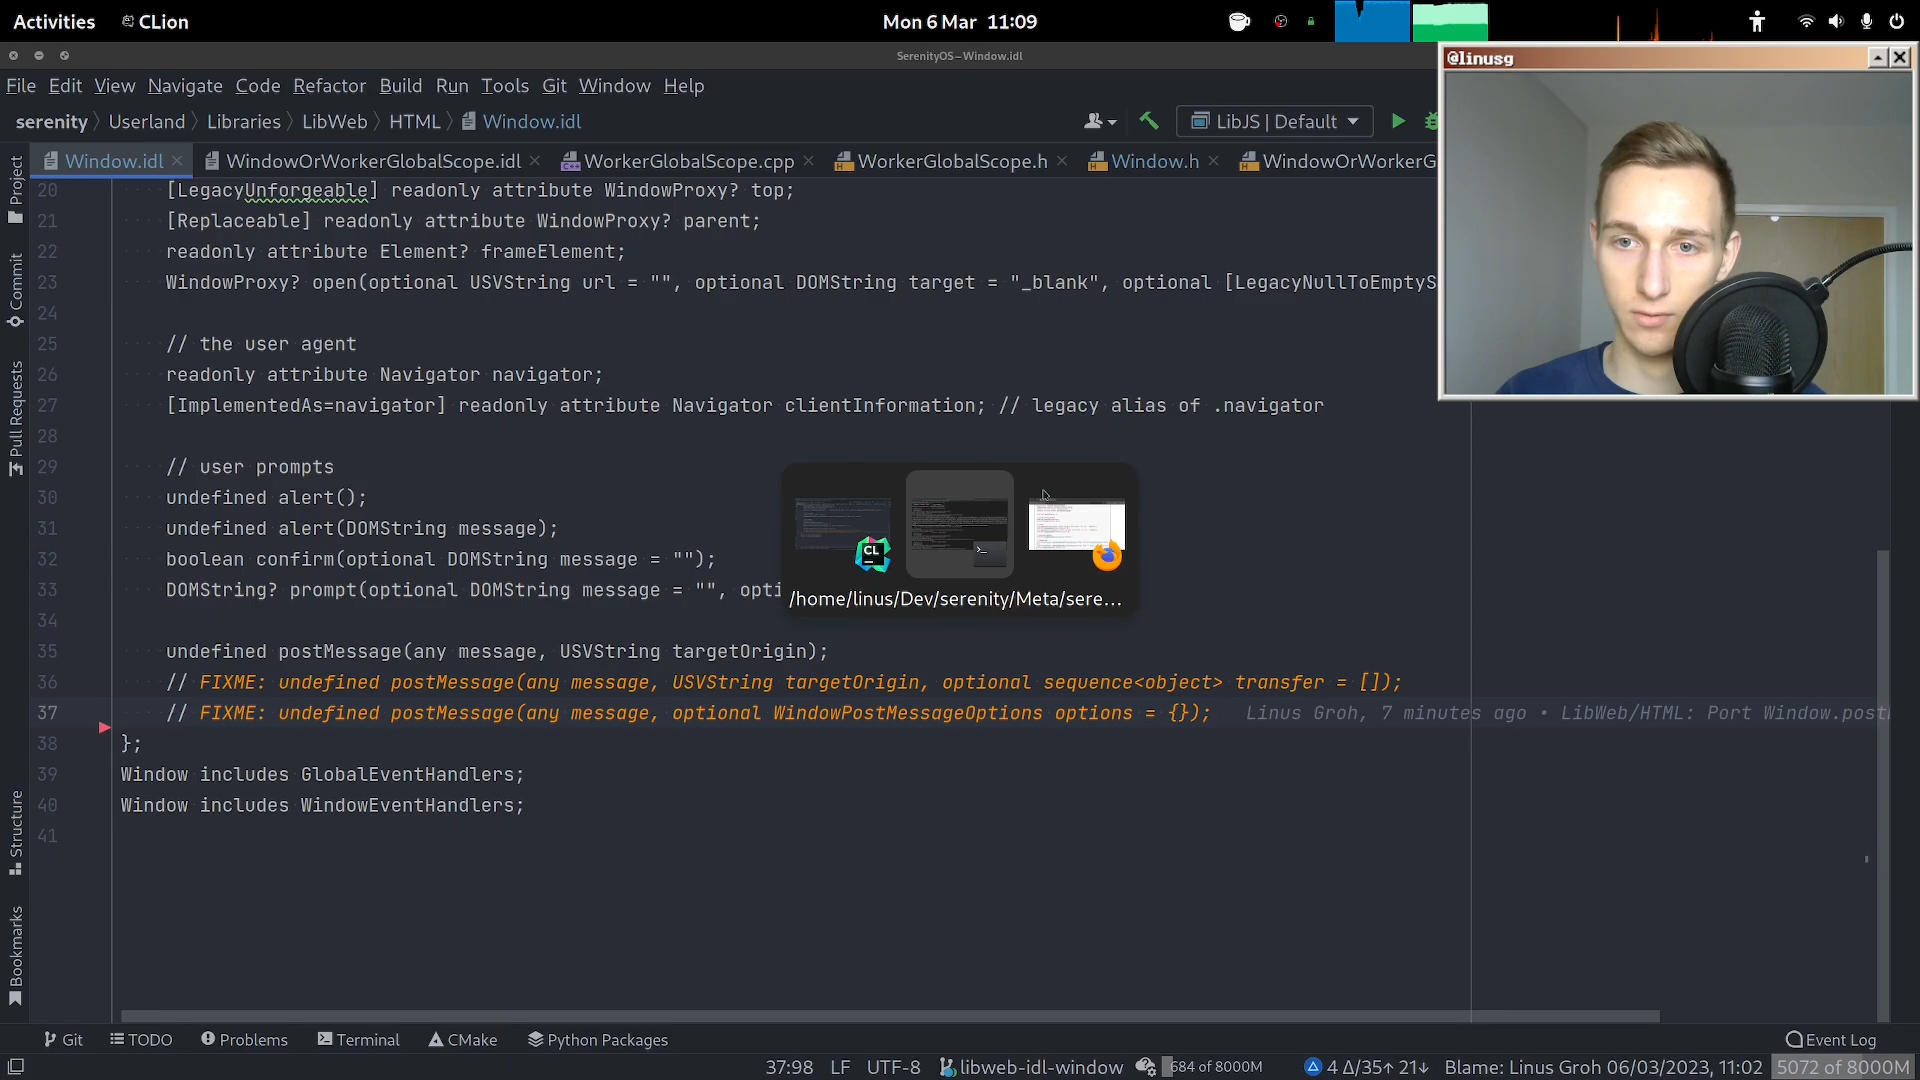 Activities CLion Mon 6 Mar 11:09
SerenityOS – Window.idl
@linusg
File Edit View Navigate Code Refactor Build Run Tools Git Window Help
serenity Userland Libraries LibWeb HTML Window.idl LibJS | Default
Window.idl WindowOrWorkerGlobalScope.idl WorkerGlobalScope.cpp WorkerGlobalScope.h Window.h WindowOrWorkerG
Project
Commit
Pull Requests
Structure
Bookmarks
20 [LegacyUnforgeable] readonly attribute WindowProxy? top;
21 [Replaceable] readonly attribute WindowProxy? parent;
22 readonly attribute Element? frameElement;
23 WindowProxy? open(optional USVString url = "", optional DOMString target = "_blank", optional [LegacyNullToEmptyS
24
25 // the user agent
26 readonly attribute Navigator navigator;
27 [ImplementedAs=navigator] readonly attribute Navigator clientInformation; // legacy alias of .navigator
28
29 // user prompts
30 undefined alert();
31 undefined alert(DOMString message);
32 boolean confirm(optional DOMString message = "");
33 DOMString? prompt(optional DOMString message = "", opti
34
35 undefined postMessage(any message, USVString targetOrigin);
36 // FIXME: undefined postMessage(any message, USVString targetOrigin, optional sequence<object> transfer = []);
37 // FIXME: undefined postMessage(any message, optional WindowPostMessageOptions options = {}); Linus Groh, 7 minutes ago • LibWeb/HTML: Port Window.post
38 };
39 Window includes GlobalEventHandlers;
40 Window includes WindowEventHandlers;
41
CL
/home/linus/Dev/serenity/Meta/sere...
Git TODO Problems Terminal CMake Python Packages Event Log
37:98 LF UTF-8 libweb-idl-window 684 of 8000M 4 Δ/35↑ 21↓ Blame: Linus Groh 06/03/2023, 11:02 5072 of 8000M